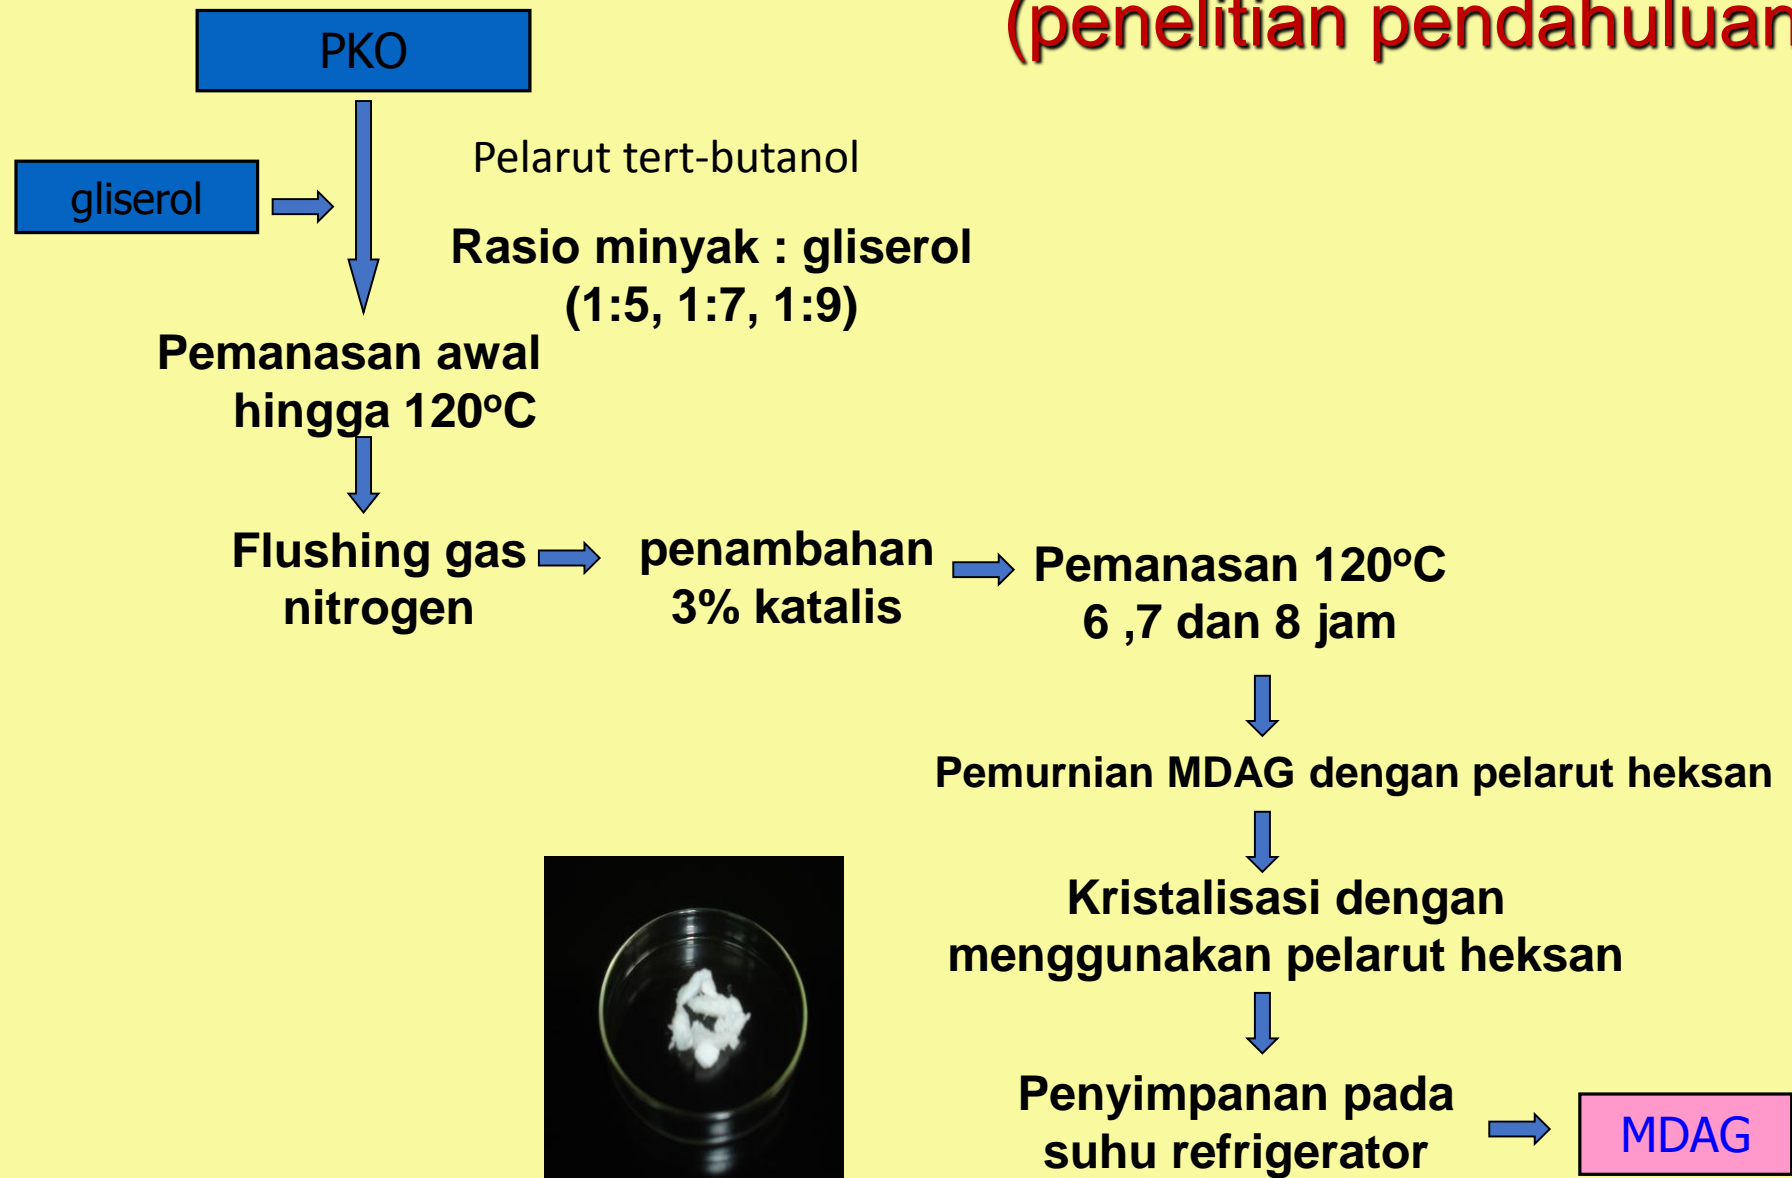 (penelitian pendahuluan
PKO
gliserol
Pelarut tert-butanol
Rasio minyak : gliserol
(1:5, 1:7, 1:9)
Pemanasan awal
hingga 120°C
Flushing gas
nitrogen
penambahan
3% katalis
Pemanasan 120°C
6 ,7 dan 8 jam
Pemurnian MDAG dengan pelarut heksan
Kristalisasi dengan
menggunakan pelarut heksan
Penyimpanan pada
suhu refrigerator
MDAG